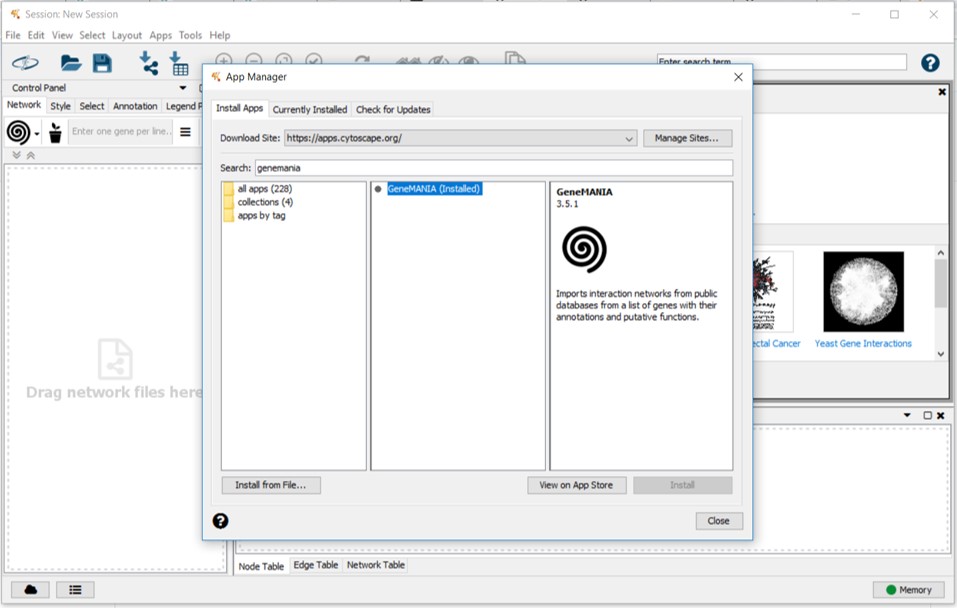 Session: New Session
File Edit View Select Layout Apps Tools Help
Enter search term...
Control Panel
App Manager
Network Style Select Annotation Legend P
Install Apps Currently Installed Check for Updates
Enter one gene per line...
Download Site: https://apps.cytoscape.org/ Manage Sites...
Search: genemania
all apps (228)
collections (4)
apps by tag
GeneMANIA (Installed)
GeneMANIA
3.5.1
Imports interaction networks from public
databases from a list of genes with their
annotations and putative functions.
ectal Cancer
Yeast Gene Interactions
Drag network files here
Install from File...
View on App Store
Install
Close
Node Table Edge Table Network Table
Memory